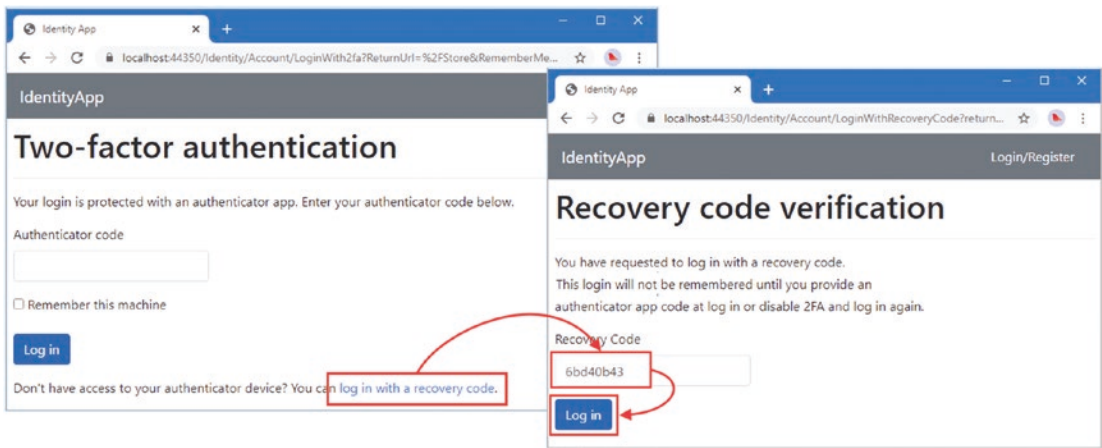 Identity App
localhost:44350/Identity/Account/LoginWith2fa?ReturnUrl=%2FStore&RememberMe...
IdentityApp
Two-factor authentication
Your login is protected with an authenticator app. Enter your authenticator code below.
Authenticator code
Remember this machine
Log in
Don't have access to your authenticator device? You can log in with a recovery code.
Identity App
localhost:44350/Identity/Account/LoginWithRecoveryCode?return...
IdentityApp Login/Register
Recovery code verification
You have requested to log in with a recovery code.
This login will not be remembered until you provide an
authenticator app code at log in or disable 2FA and log in again.
Recovery Code
6bd40b43
Log in